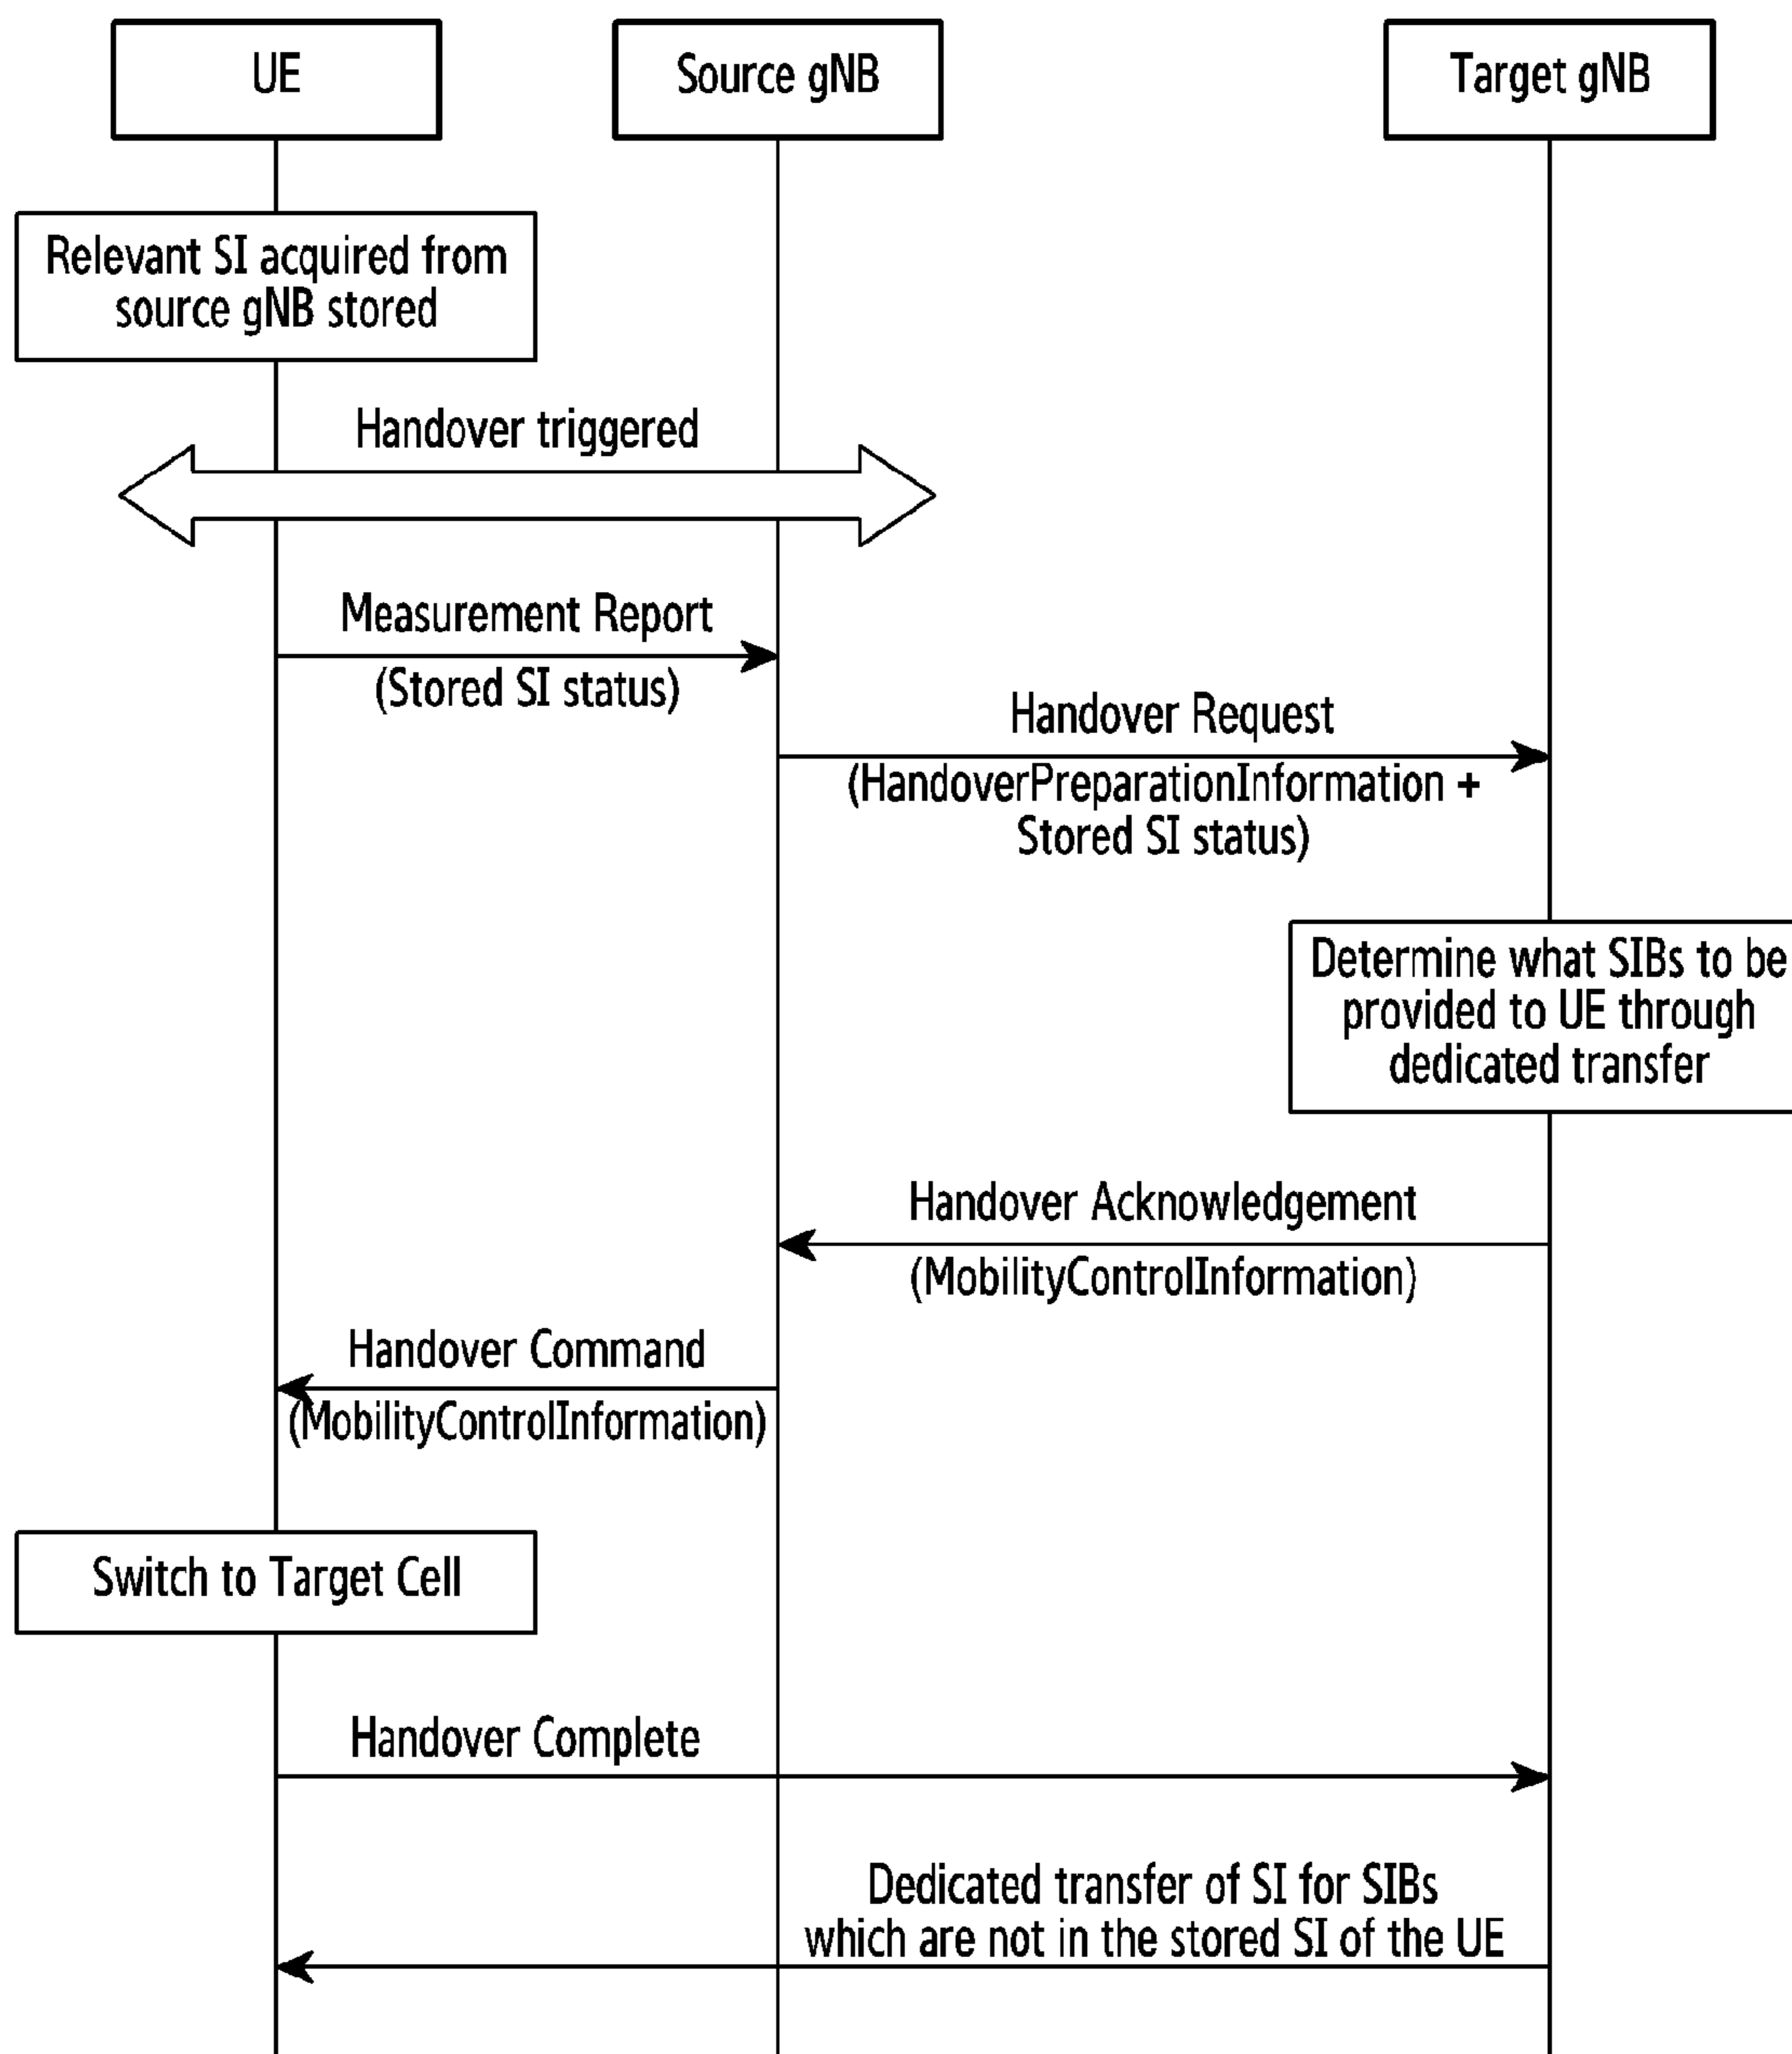 UE
Source gNB
Target gNB
Relevant SI acquired from
source gNB stored
Handover triggered
Measurement Report
(Stored SI status)
Handover Request
(HandoverPreparationInformation +
Stored SI status)
Determine what SIBs to be
provided to UE through
dedicated transfer
Handover Acknowledgement
(MobilityControlInformation)
Handover Command
(MobilityControlInformation)
Switch to Target Cell
Handover Complete
Dedicated transfer of SI for SIBs
which are not in the stored SI of the UE